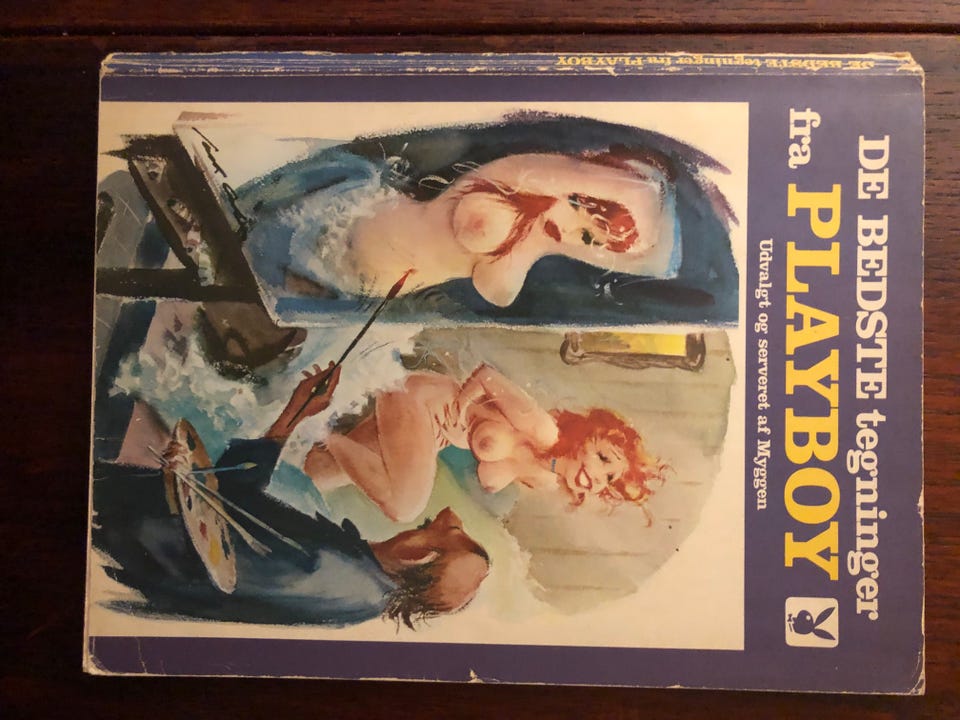 DE BEDSTE tegninger
fra PLAYBOY
Udvalgt og serveret af Myggen
DE BEDSTE tegninger fra PLAYBOY